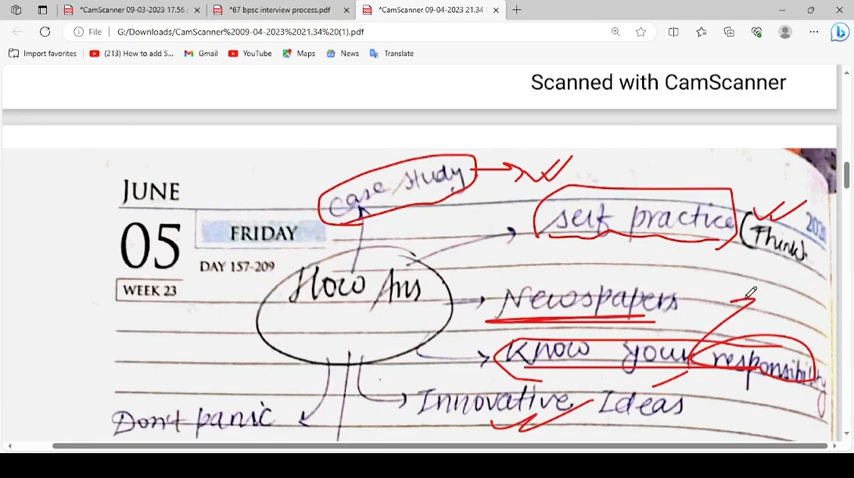 *CamScanner 09-03-2023 17.56
*67 bpsc interview process.pdf
*CamScanner 09-04-2023 21.34
File
G:/Downloads/CamScanner%2009-04-2023%2021.34%20(1).pdf
Import favorites
(213) How to add S...
Gmail
YouTube
Maps
News
Translate
Scanned with CamScanner
JUNE
case study
05
FRIDAY
self practice
(Think)
DAY 157-209
WEEK 23
How Ans
Newspapers
Know your responsibility
Innovative Ideas
Don't panic